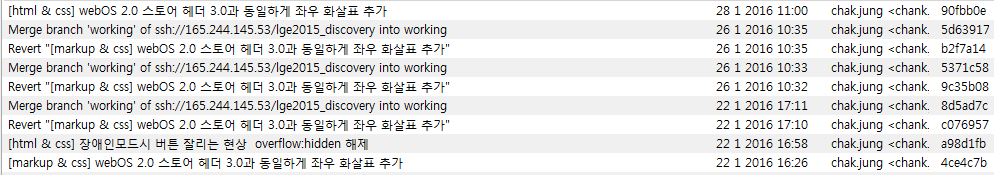 [html & css] webOS 2.0 스토어 헤더 3.0과 동일하게 좌우 화살표 추가 28 1 2016 11:00 chak.jung <chank. 90fbb0e
Merge branch 'working' of ssh://165.244.145.53/lge2015_discovery into working 26 1 2016 10:35 chak.jung <chank. 5d63917
Revert "[markup & css] webOS 2.0 스토어 헤더 3.0과 동일하게 좌우 화살표 추가" 26 1 2016 10:35 chak.jung <chank. b2f7a14
Merge branch 'working' of ssh://165.244.145.53/lge2015_discovery into working 26 1 2016 10:33 chak.jung <chank. 5371c58
Revert "[markup & css] webOS 2.0 스토어 헤더 3.0과 동일하게 좌우 화살표 추가" 26 1 2016 10:32 chak.jung <chank. 9c35b08
Merge branch 'working' of ssh://165.244.145.53/lge2015_discovery into working 22 1 2016 17:11 chak.jung <chank. 8d5ad7c
Revert "[markup & css] webOS 2.0 스토어 헤더 3.0과 동일하게 좌우 화살표 추가" 22 1 2016 17:10 chak.jung <chank. c076957
[html & css] 장애인모드시 버튼 잘리는 현상 overflow:hidden 해제 22 1 2016 16:58 chak.jung <chank. a98d1fb
[markup & css] webOS 2.0 스토어 헤더 3.0과 동일하게 좌우 화살표 추가 22 1 2016 16:26 chak.jung <chank. 4ce4c7b